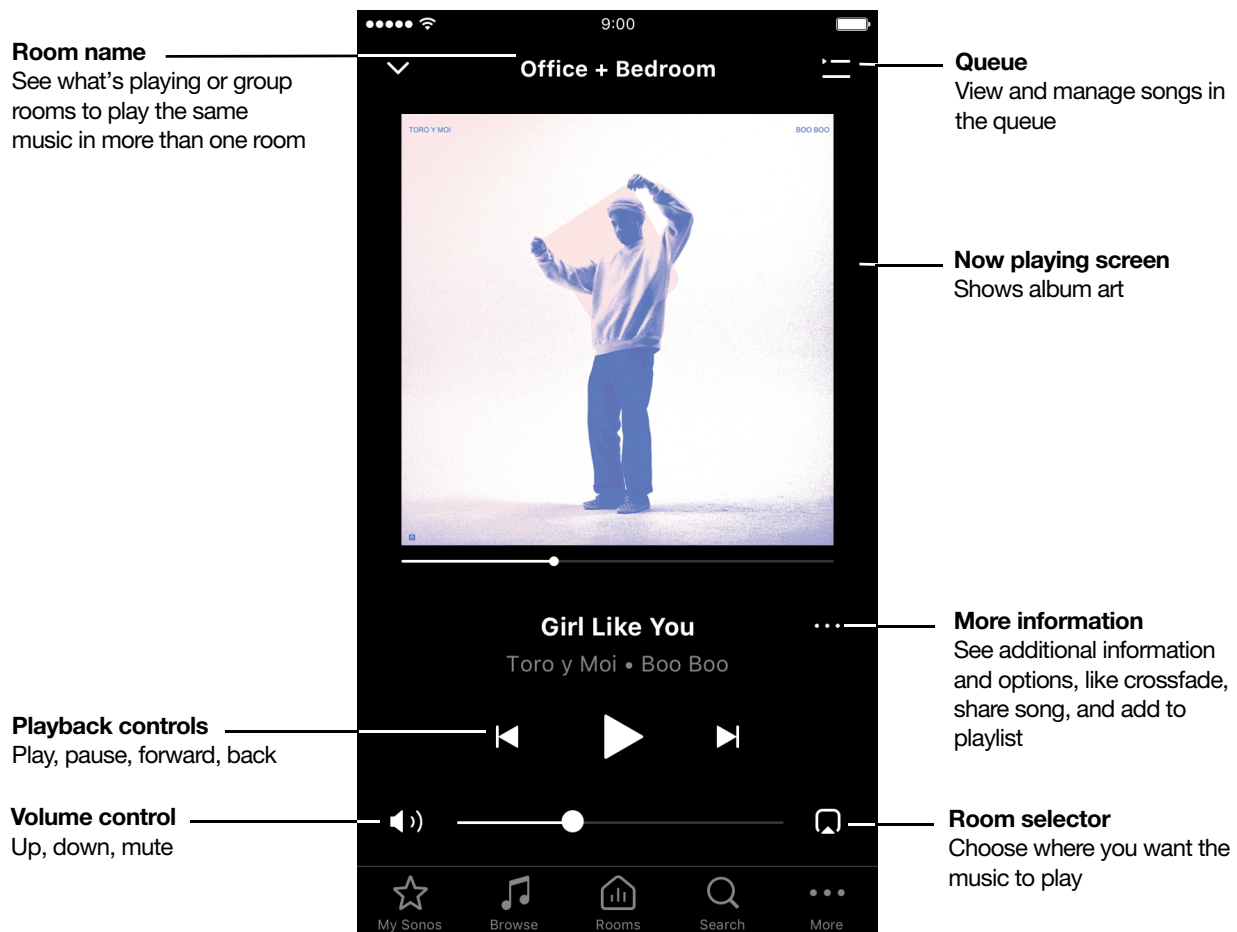 9:00
Room name
See what's playing or group
rooms to play the same
music in more than one room
Office + Bedroom
Queue
View and manage songs in
the queue
TORO Y MOI
BOO BOO
Now playing screen
Shows album art
Girl Like You
Toro y Moi • Boo Boo
More information
See additional information
and options, like crossfade,
share song, and add to
playlist
Playback controls
Play, pause, forward, back
Volume control
Up, down, mute
Room selector
Choose where you want the
music to play
My Sonos
Browse
Rooms
Search
More